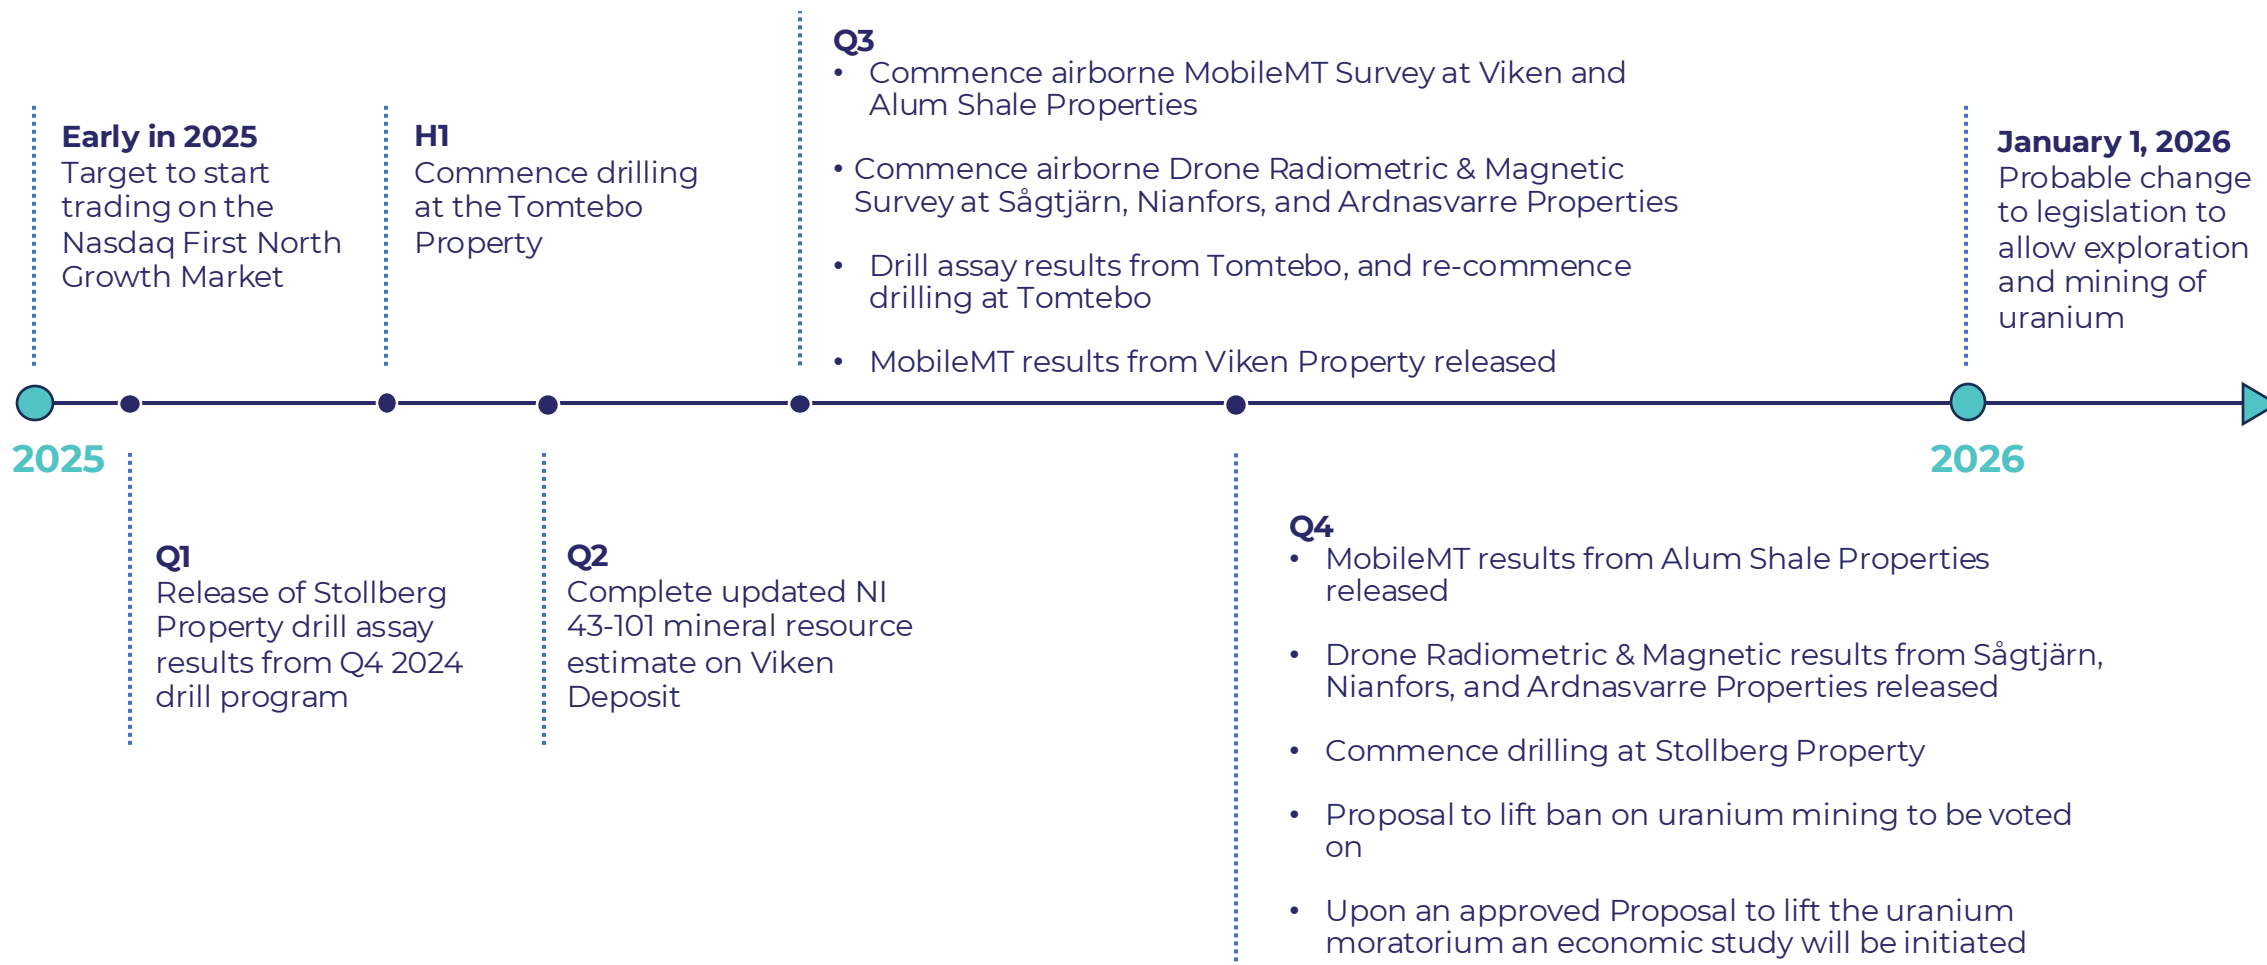 Early in 2025
Target to start
trading on the
Nasdaq First North
Growth Market
H1
Commence drilling
at the Tomtebo
Property
Q3
• Commence airborne MobileMT Survey at Viken and
Alum Shale Properties
• Commence airborne Drone Radiometric & Magnetic
Survey at Sågtjärn, Nianfors, and Ardnasvarre Properties
• Drill assay results from Tomtebo, and re-commence
drilling at Tomtebo
• MobileMT results from Viken Property released
January 1, 2026
Probable change
to legislation to
allow exploration
and mining of
uranium
2025
2026
Q1
Release of Stollberg
Property drill assay
results from Q4 2024
drill program
Q2
Complete updated NI
43-101 mineral resource
estimate on Viken
Deposit
Q4
• MobileMT results from Alum Shale Properties
released
• Drone Radiometric & Magnetic results from Sågtjärn,
Nianfors, and Ardnasvarre Properties released
• Commence drilling at Stollberg Property
• Proposal to lift ban on uranium mining to be voted
on
• Upon an approved Proposal to lift the uranium
moratorium an economic study will be initiated